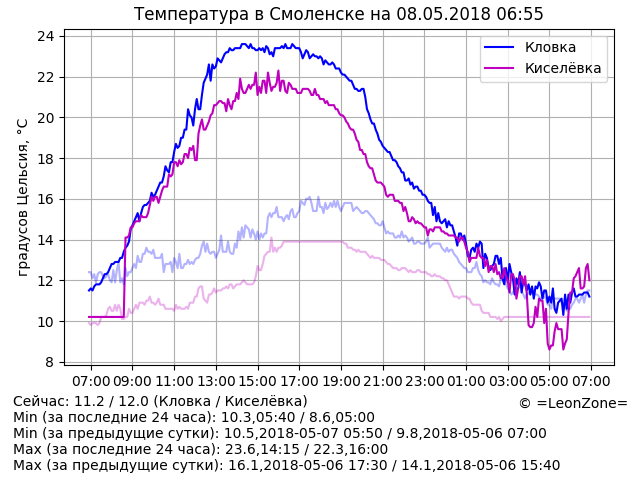 Температура в Смоленске на 08.05.2018 06:55
24
22
20
18
16
14
12
10
8
градусов Цельсия, °C
Кловка
Киселёвка
07:00 09:00 11:00 13:00 15:00 17:00 19:00 21:00 23:00 01:00 03:00 05:00 07:00
Сейчас: 11.2 / 12.0 (Кловка / Киселёвка)
© =LeonZone=
Min (за последние 24 часа): 10.3,05:40 / 8.6,05:00
Min (за предыдущие сутки): 10.5,2018-05-07 05:50 / 9.8,2018-05-06 07:00
Max (за последние 24 часа): 23.6,14:15 / 22.3,16:00
Max (за предыдущие сутки): 16.1,2018-05-06 17:30 / 14.1,2018-05-06 15:40